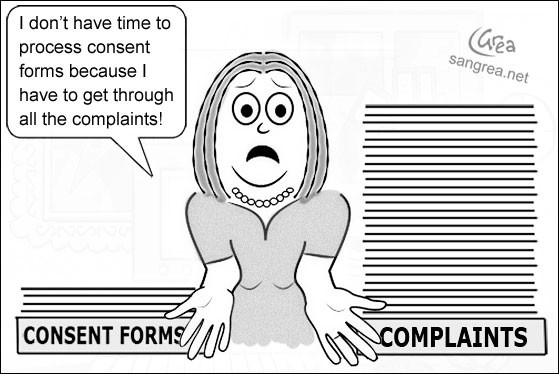 I don't have time to
process consent
forms because I
have to get through
all the complaints!
Grea
sangrea.net
CONSENT FORMS
COMPLAINTS